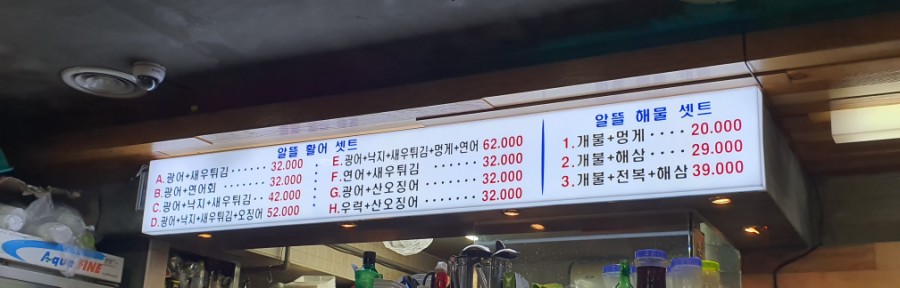 알뜰 활어 셋트
A. 광어+새우튀김 ········ 32.000
B. 광어+연어회 ········ 32.000
C. 광어+낙지+새우튀김 ·· 42.000
D. 광어+낙지+새우튀김+오징어 52.000
E. 광어+낙지+새우튀김+멍게+연어 62.000
F. 연어+새우튀김 ········ 32.000
G. 광어+산오징어 ········ 32.000
H. 우럭+산오징어 ········ 32.000
알뜰 해물 셋트
1. 개불+멍게 ···· 20.000
2. 개불+해삼 ···· 29.000
3. 개불+전복+해삼 39.000
Aqua FINE